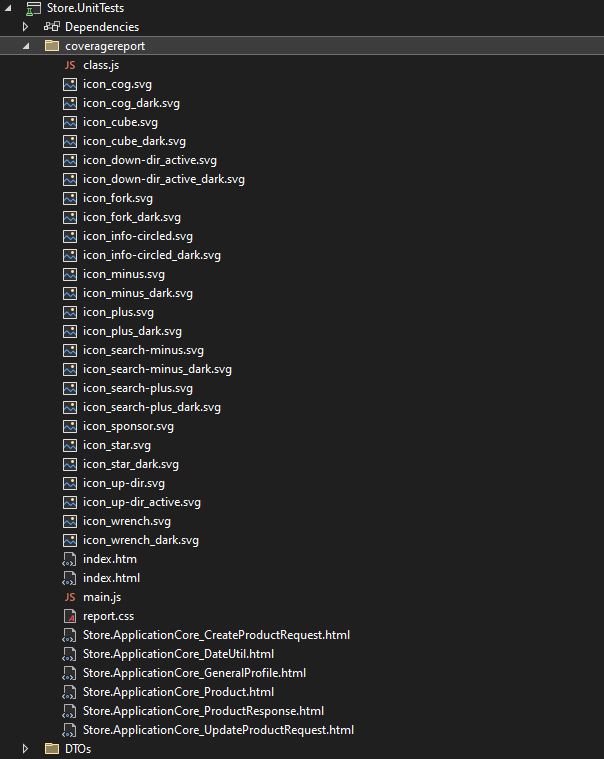 Store.UnitTests
Dependencies
coveragereport
JS class.js
icon_cog.svg
icon_cog_dark.svg
icon_cube.svg
icon_cube_dark.svg
icon_down-dir_active.svg
icon_down-dir_active_dark.svg
icon_fork.svg
icon_fork_dark.svg
icon_info-circled.svg
icon_info-circled_dark.svg
icon_minus.svg
icon_minus_dark.svg
icon_plus.svg
icon_plus_dark.svg
icon_search-minus.svg
icon_search-minus_dark.svg
icon_search-plus.svg
icon_search-plus_dark.svg
icon_sponsor.svg
icon_star.svg
icon_star_dark.svg
icon_up-dir.svg
icon_up-dir_active.svg
icon_wrench.svg
icon_wrench_dark.svg
index.htm
index.html
JS main.js
report.css
Store.ApplicationCore_CreateProductRequest.html
Store.ApplicationCore_DateUtil.html
Store.ApplicationCore_GeneralProfile.html
Store.ApplicationCore_Product.html
Store.ApplicationCore_ProductResponse.html
Store.ApplicationCore_UpdateProductRequest.html
DTOs